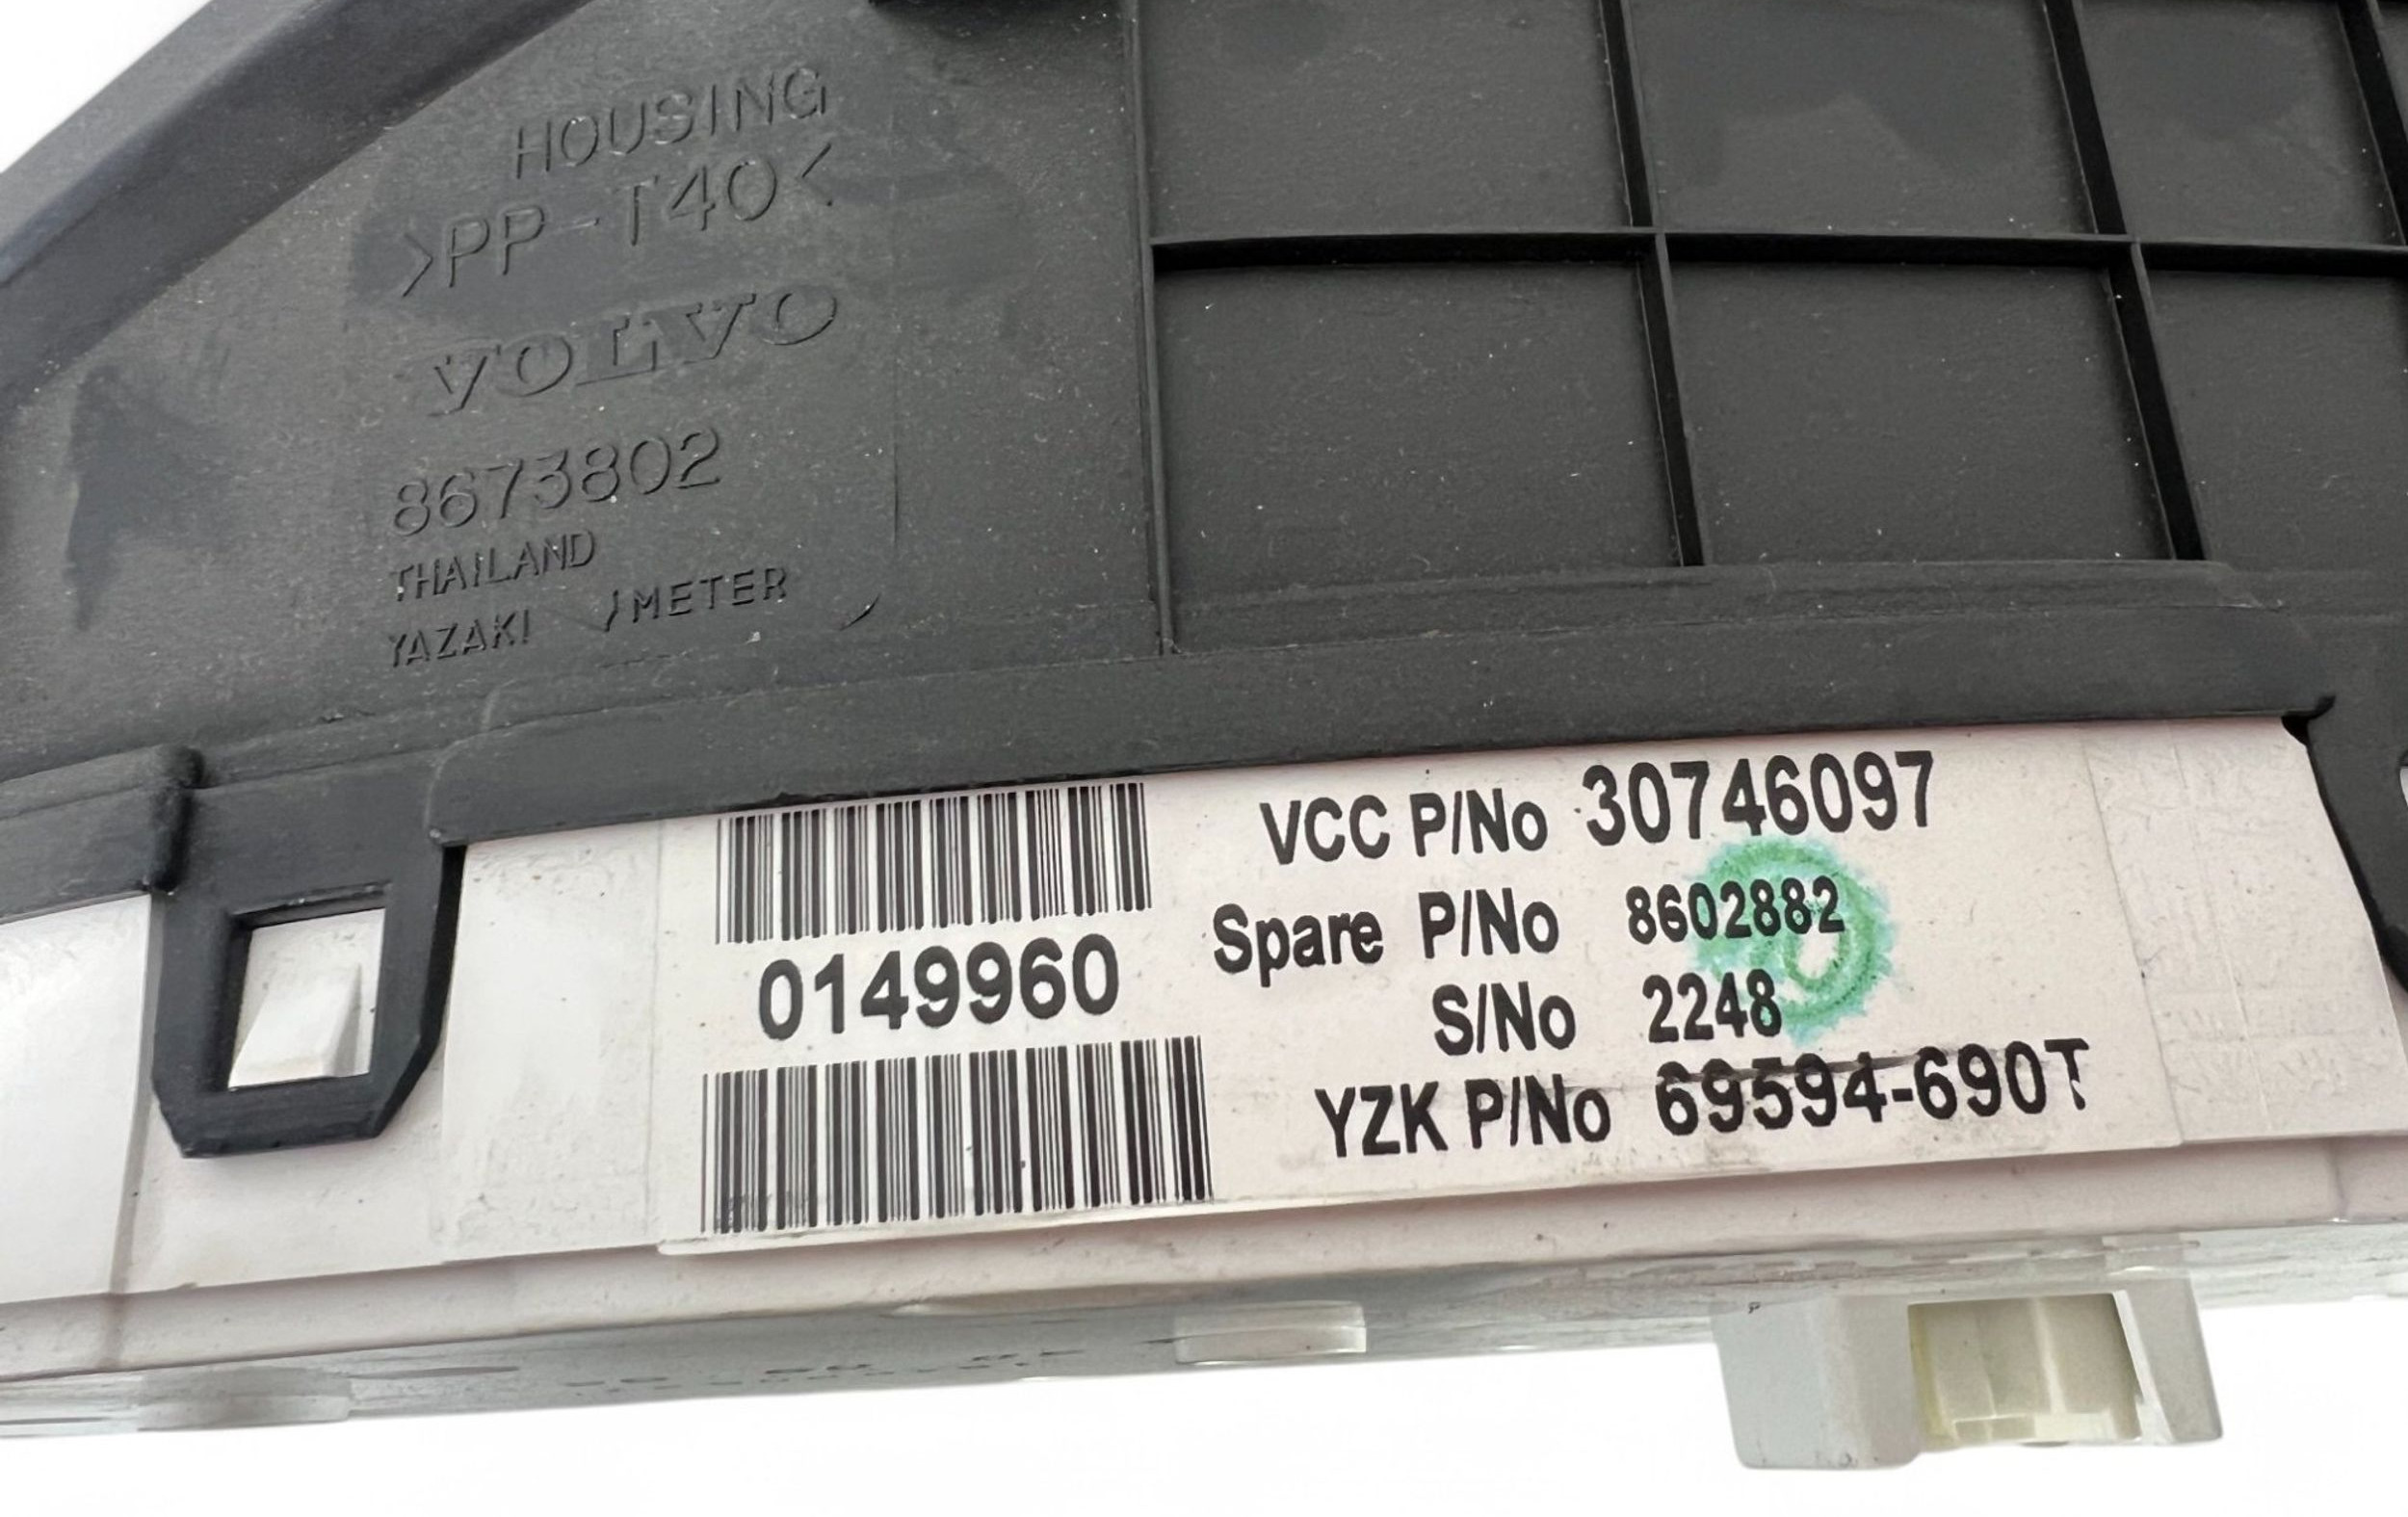 HOUSING
>PP-T40<
VOLVO
8673802
THAILAND
YAZAKI METER
0149960
VCC P/No 30746097
Spare P/No 8602882
S/No 2248
YZK P/No 69594-690T